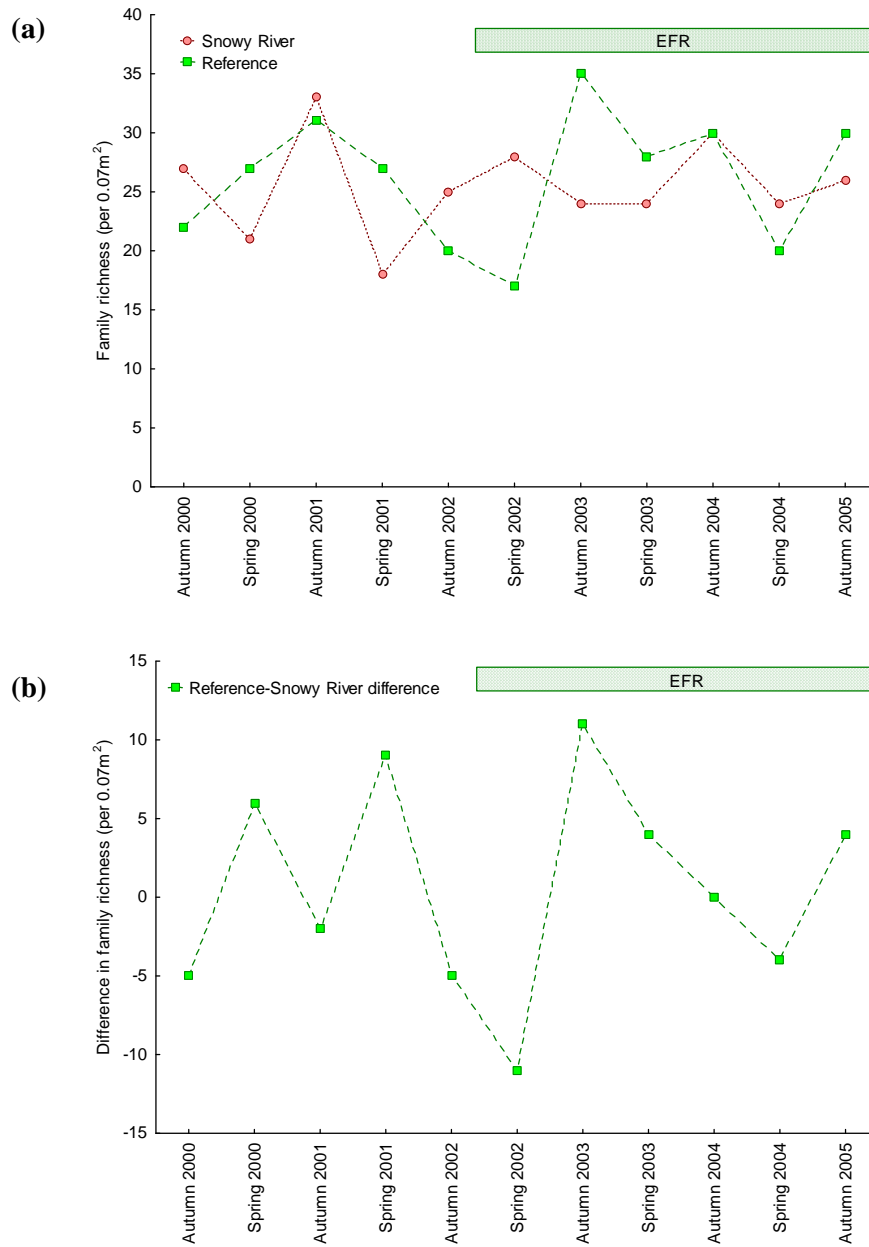 (a)
40
35
30
25
20
15
10
5
0
Family richness (per 0.07m²)
Snowy River
Reference
EFR
Autumn 2000
Spring 2000
Autumn 2001
Spring 2001
Autumn 2002
Spring 2002
Autumn 2003
Spring 2003
Autumn 2004
Spring 2004
Autumn 2005
(b)
15
10
5
0
-5
-10
-15
Difference in family richness (per 0.07m²)
Reference-Snowy River difference
EFR
Autumn 2000
Spring 2000
Autumn 2001
Spring 2001
Autumn 2002
Spring 2002
Autumn 2003
Spring 2003
Autumn 2004
Spring 2004
Autumn 2005